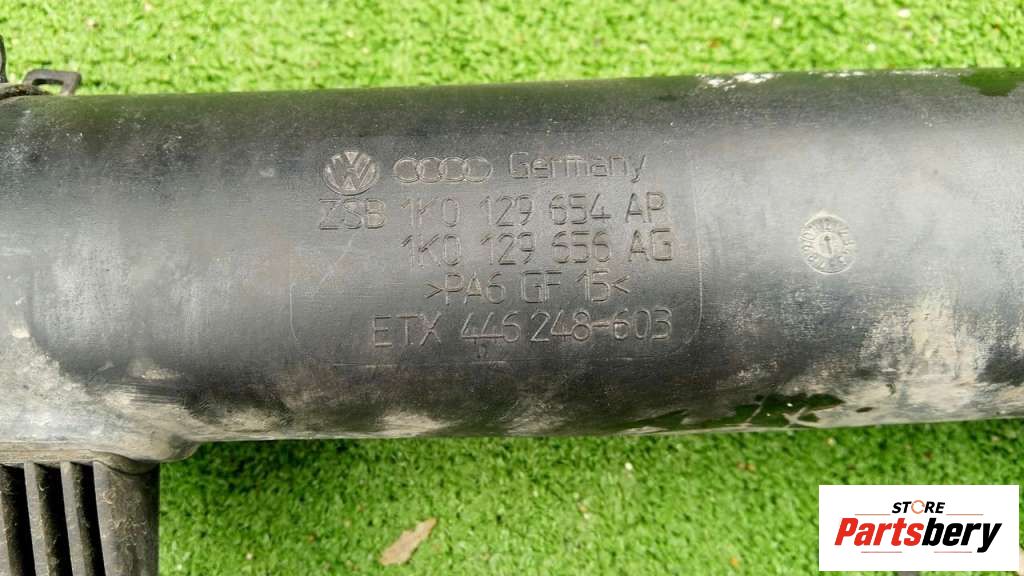 Germany
ZSB 1K0 129 654 AP
1K0 129 656 AG
>PA6 GF 15<
ETX 446 248-603
STORE
Partsbery